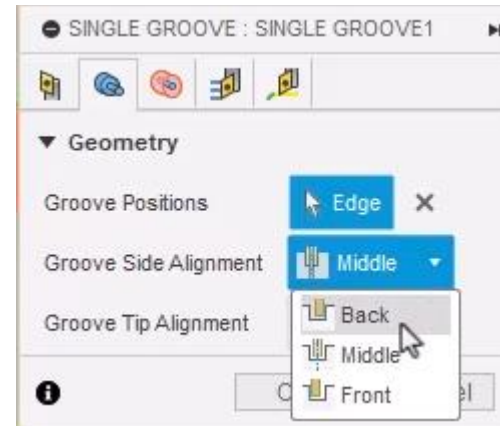 SINGLE GROOVE : SINGLE GROOVE1
Geometry
Groove Positions Edge
Groove Side Alignment Middle
Groove Tip Alignment
Back
Middle
Front